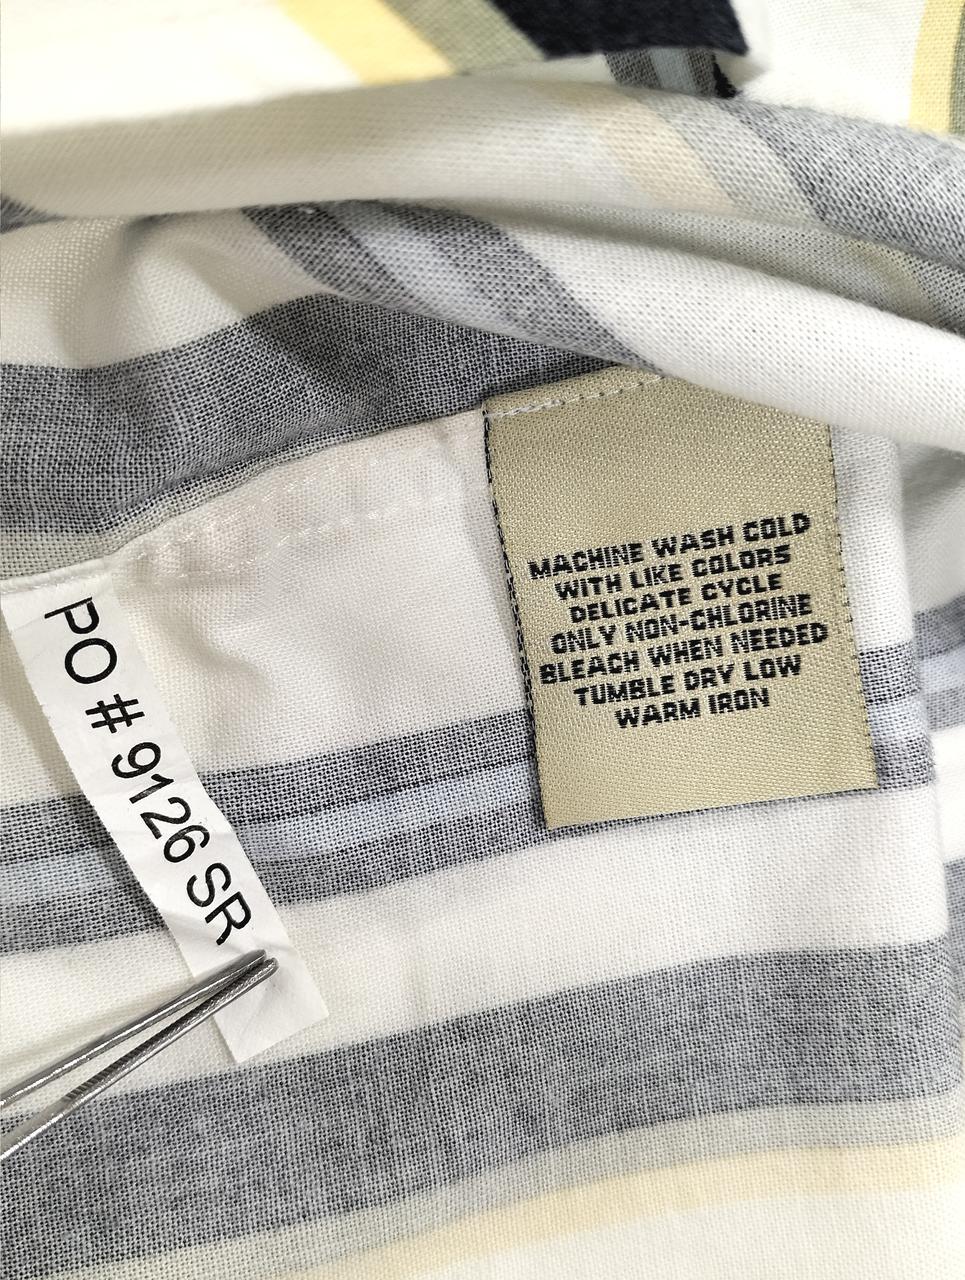 PO # 9126 SR
MACHINE WASH COLD
WITH LIKE COLORS
DELICATE CYCLE
ONLY NON-CHLORINE
BLEACH WHEN NEEDED
TUMBLE DRY LOW
WARM IRON